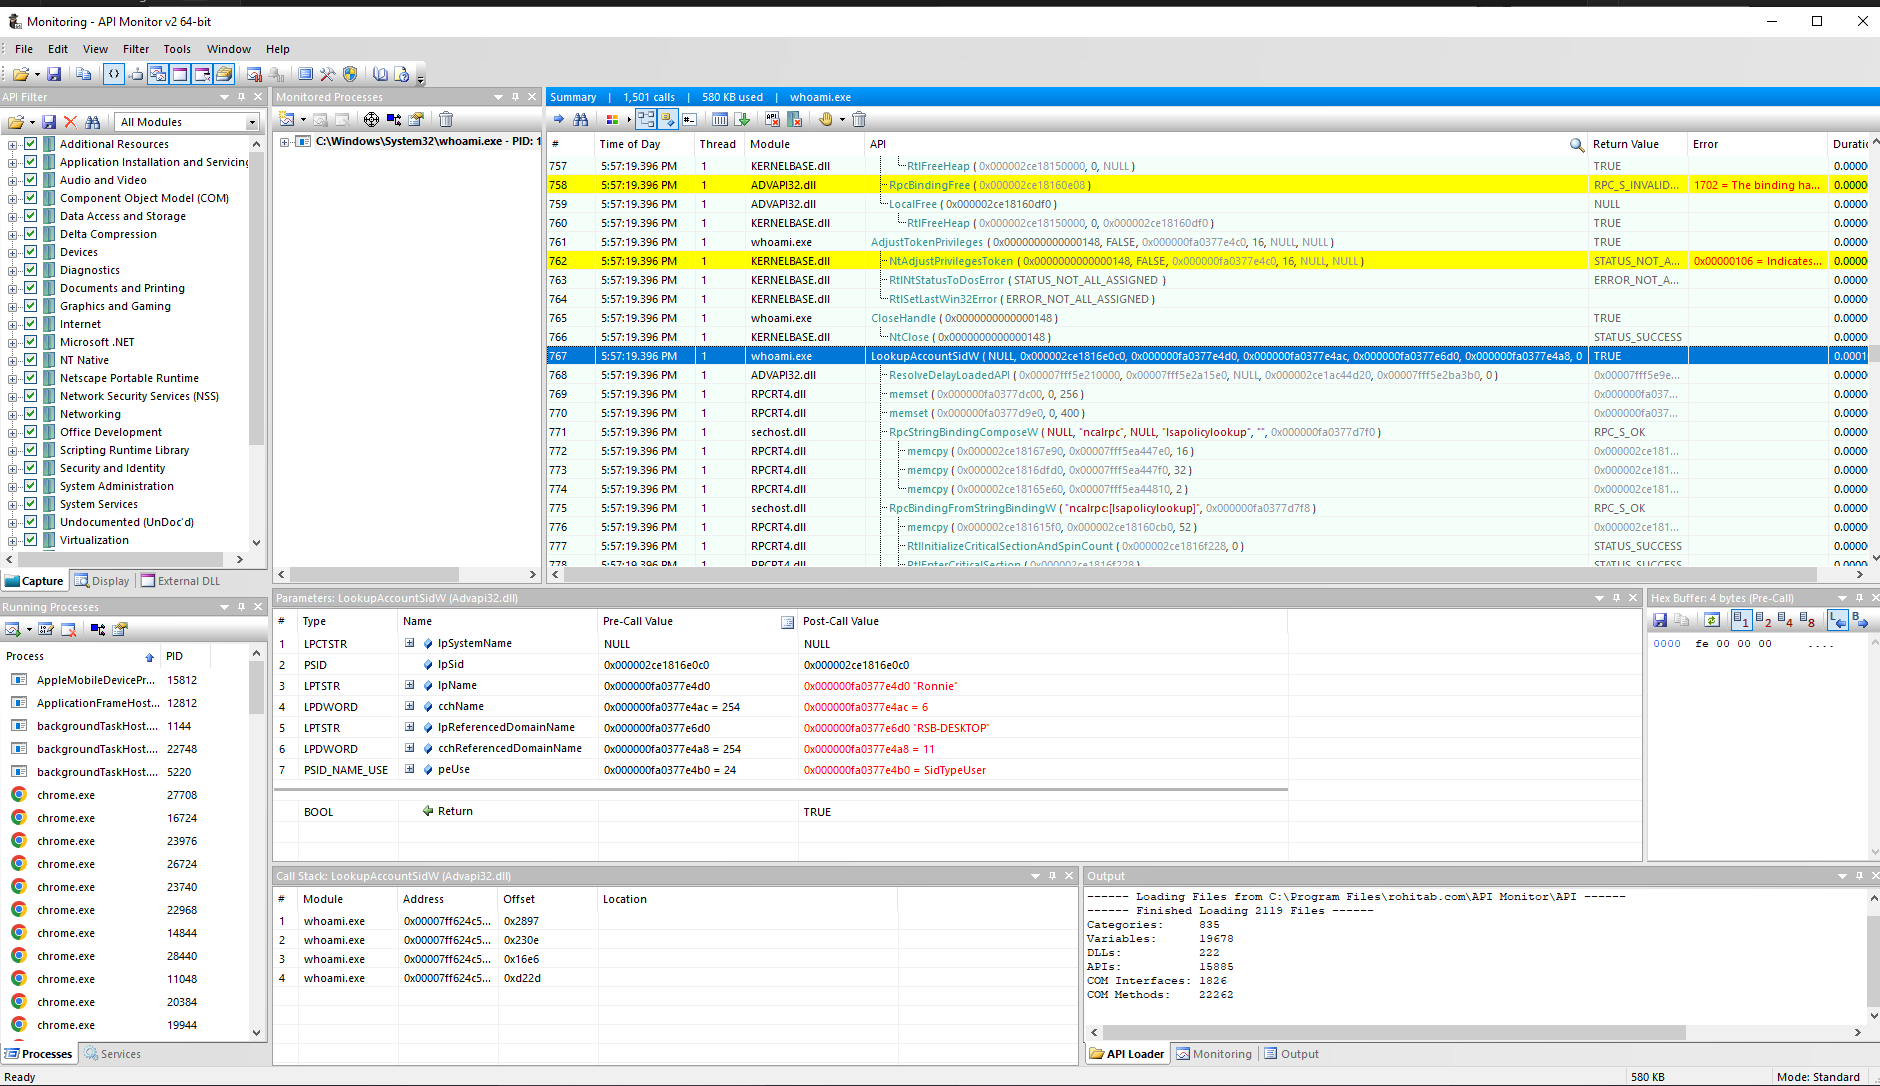 Monitoring - API Monitor v2 64-bit
File Edit View Filter Tools Window Help
API Filter
All Modules
Additional Resources
Application Installation and Servicing
Audio and Video
Component Object Model (COM)
Data Access and Storage
Delta Compression
Devices
Diagnostics
Documents and Printing
Graphics and Gaming
Internet
Microsoft .NET
NT Native
Netscape Portable Runtime
Network Security Services (NSS)
Networking
Office Development
Scripting Runtime Library
Security and Identity
System Administration
System Services
Undocumented (UnDoc'd)
Virtualization
Capture Display External DLL
Monitored Processes
C:\Windows\System32\whoami.exe - PID: 1
Summary | 1,501 calls | 580 KB used | whoami.exe
# Time of Day Thread Module API Return Value Error Duratic
757 5:57:19.396 PM 1 KERNELBASE.dll RtlFreeHeap ( 0x000002ce18150000, 0, NULL ) TRUE 0.0000
758 5:57:19.396 PM 1 ADVAPI32.dll RpcBindingFree ( 0x000002ce18160e08 ) RPC_S_INVALID... 1702 = The binding ha... 0.0000
759 5:57:19.396 PM 1 ADVAPI32.dll LocalFree ( 0x000002ce18160df0 ) NULL 0.0000
760 5:57:19.396 PM 1 KERNELBASE.dll RtlFreeHeap ( 0x000002ce18150000, 0, 0x000002ce18160df0 ) TRUE 0.0000
761 5:57:19.396 PM 1 whoami.exe AdjustTokenPrivileges ( 0x0000000000000148, FALSE, 0x000000fa0377e4c0, 16, NULL, NULL ) TRUE 0.0000
762 5:57:19.396 PM 1 KERNELBASE.dll NtAdjustPrivilegesToken ( 0x0000000000000148, FALSE, 0x000000fa0377e4c0, 16, NULL, NULL ) STATUS_NOT_A... 0x00000106 = Indicates... 0.0000
763 5:57:19.396 PM 1 KERNELBASE.dll RtlNtStatusToDosError ( STATUS_NOT_ALL_ASSIGNED ) ERROR_NOT_A... 0.0000
764 5:57:19.396 PM 1 KERNELBASE.dll RtlSetLastWin32Error ( ERROR_NOT_ALL_ASSIGNED ) 0.0000
765 5:57:19.396 PM 1 whoami.exe CloseHandle ( 0x0000000000000148 ) TRUE 0.0000
766 5:57:19.396 PM 1 KERNELBASE.dll NtClose ( 0x0000000000000148 ) STATUS_SUCCESS 0.0000
767 5:57:19.396 PM 1 whoami.exe LookupAccountSidW ( NULL, 0x000002ce1816e0c0, 0x000000fa0377e4d0, 0x000000fa0377e4ac, 0x000000fa0377e6d0, 0x000000fa0377e4a8, 0 TRUE 0.0001
768 5:57:19.396 PM 1 ADVAPI32.dll ResolveDelayLoadedAPI ( 0x00007fff5e210000, 0x00007fff5e2a15e0, NULL, 0x000002ce1ac44d20, 0x00007fff5e2ba3b0, 0 ) 0x00007fff5e9e... 0.0000
769 5:57:19.396 PM 1 RPCRT4.dll memset ( 0x000000fa0377dc00, 0, 256 ) 0x000000fa037... 0.0000
770 5:57:19.396 PM 1 RPCRT4.dll memset ( 0x000000fa0377d9e0, 0, 400 ) 0x000000fa037... 0.0000
771 5:57:19.396 PM 1 sechost.dll RpcStringBindingComposeW ( NULL, "ncalrpc", NULL, "lsapolicylookup", "", 0x000000fa0377d7f0 ) RPC_S_OK 0.0000
772 5:57:19.396 PM 1 RPCRT4.dll memcpy ( 0x000002ce18167e90, 0x00007fff5ea447e0, 16 ) 0x000002ce181... 0.0000
773 5:57:19.396 PM 1 RPCRT4.dll memcpy ( 0x000002ce1816dfd0, 0x00007fff5ea447f0, 32 ) 0x000002ce181... 0.0000
774 5:57:19.396 PM 1 RPCRT4.dll memcpy ( 0x000002ce18165e60, 0x00007fff5ea44810, 2 ) 0x000002ce181... 0.0000
775 5:57:19.396 PM 1 sechost.dll RpcBindingFromStringBindingW ( "ncalrpc:[lsapolicylookup]", 0x000000fa0377d7f8 ) RPC_S_OK 0.0000
776 5:57:19.396 PM 1 RPCRT4.dll memcpy ( 0x000002ce181615f0, 0x000002ce18160cb0, 52 ) 0x000002ce181... 0.0000
777 5:57:19.396 PM 1 RPCRT4.dll RtlInitializeCriticalSectionAndSpinCount ( 0x000002ce1816f228, 0 ) STATUS_SUCCESS 0.0000
778 5:57:19.396 PM 1 RPCRT4.dll RtlEnterCriticalSection ( 0x000002ce1816f228 )
Running Processes
Process PID
AppleMobileDevicePr... 15812
ApplicationFrameHost... 12812
backgroundTaskHost.... 1144
backgroundTaskHost.... 22748
backgroundTaskHost.... 5220
chrome.exe 27708
chrome.exe 16724
chrome.exe 23976
chrome.exe 26724
chrome.exe 23740
chrome.exe 22968
chrome.exe 14844
chrome.exe 28440
chrome.exe 11048
chrome.exe 20384
chrome.exe 19944
Processes Services
Parameters: LookupAccountSidW (Advapi32.dll)
# Type Name Pre-Call Value Post-Call Value
1 LPCTSTR lpSystemName NULL NULL
2 PSID lpSid 0x000002ce1816e0c0 0x000002ce1816e0c0
3 LPTSTR lpName 0x000000fa0377e4d0 0x000000fa0377e4d0 "Ronnie"
4 LPDWORD cchName 0x000000fa0377e4ac = 254 0x000000fa0377e4ac = 6
5 LPTSTR lpReferencedDomainName 0x000000fa0377e6d0 0x000000fa0377e6d0 "RSB-DESKTOP"
6 LPDWORD cchReferencedDomainName 0x000000fa0377e4a8 = 254 0x000000fa0377e4a8 = 11
7 PSID_NAME_USE peUse 0x000000fa0377e4b0 = 24 0x000000fa0377e4b0 = SidTypeUser
BOOL Return TRUE
Hex Buffer: 4 bytes (Pre-Call)
1 2 4 8 L B
0000 fe 00 00 00 ....
Call Stack: LookupAccountSidW (Advapi32.dll)
# Module Address Offset Location
1 whoami.exe 0x00007ff624c5... 0x2897
2 whoami.exe 0x00007ff624c5... 0x230e
3 whoami.exe 0x00007ff624c5... 0x16e6
4 whoami.exe 0x00007ff624c5... 0xd22d
Output
------ Loading Files from C:\Program Files\rohitab.com\API Monitor\API ------
------ Finished Loading 2119 Files ------
Categories: 835
Variables: 19678
DLLs: 222
APIs: 15885
COM Interfaces: 1826
COM Methods: 22262
API Loader Monitoring Output
Ready 580 KB Mode: Standard